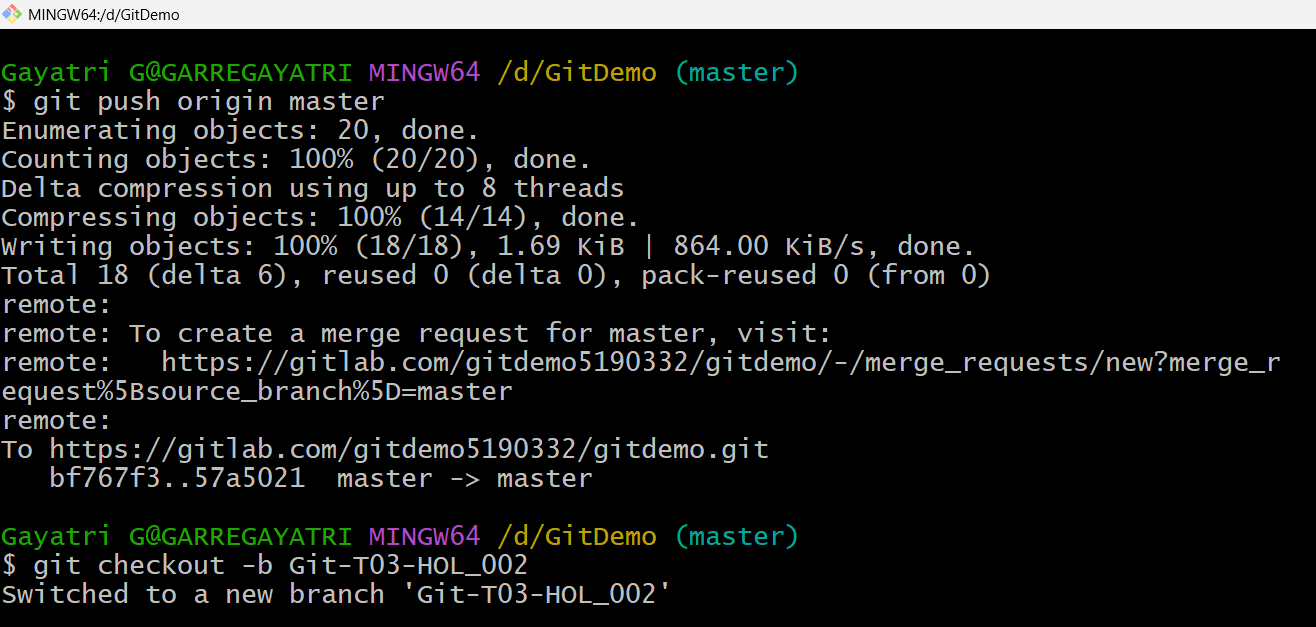 MINGW64:/d/GitDemo
Gayatri G@GARREGAYATRI MINGW64 /d/GitDemo (master)
$ git push origin master
Enumerating objects: 20, done.
Counting objects: 100% (20/20), done.
Delta compression using up to 8 threads
Compressing objects: 100% (14/14), done.
Writing objects: 100% (18/18), 1.69 KiB | 864.00 KiB/s, done.
Total 18 (delta 6), reused 0 (delta 0), pack-reused 0 (from 0)
remote:
remote: To create a merge request for master, visit:
remote:   https://gitlab.com/gitdemo5190332/gitdemo/-/merge_requests/new?merge_r
equest%5Bsource_branch%5D=master
remote:
To https://gitlab.com/gitdemo5190332/gitdemo.git
   bf767f3..57a5021  master -> master
Gayatri G@GARREGAYATRI MINGW64 /d/GitDemo (master)
$ git checkout -b Git-T03-HOL_002
Switched to a new branch 'Git-T03-HOL_002'